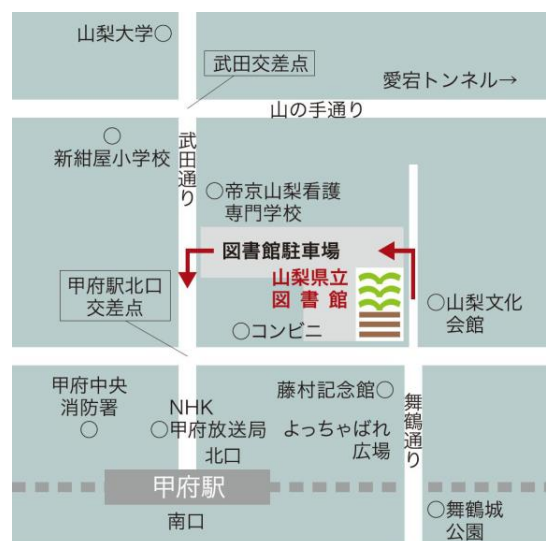 山梨大学○
武田交差点
愛宕トンネル→
山の手通り
○
新紺屋小学校
武田通り
○帝京山梨看護
専門学校
図書館駐車場
山梨県立
図書館
甲府駅北口
交差点
○コンビニ
○山梨文化
会館
甲府中央
消防署
○
NHK
○甲府放送局
北口
藤村記念館○
よっちゃばれ
広場
舞鶴通り
甲府駅
南口
○舞鶴城
公園